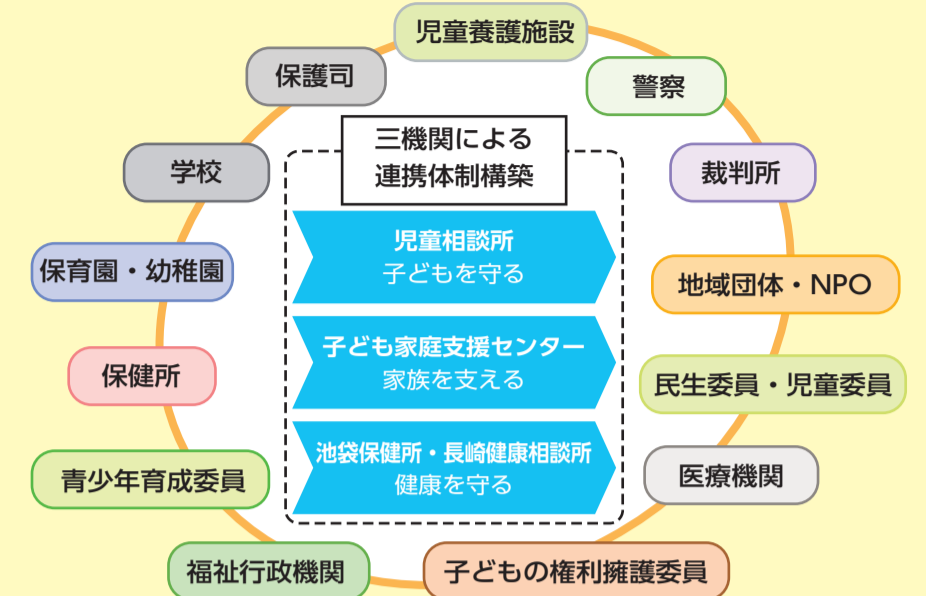 児童養護施設
保護司
警察
学校
裁判所
保育園・幼稚園
地域団体・NPO
保健所
民生委員・児童委員
青少年育成委員
医療機関
福祉行政機関
子どもの権利擁護委員
三機関による
連携体制構築
児童相談所
子どもを守る
子ども家庭支援センター
家族を支える
池袋保健所・長崎健康相談所
健康を守る